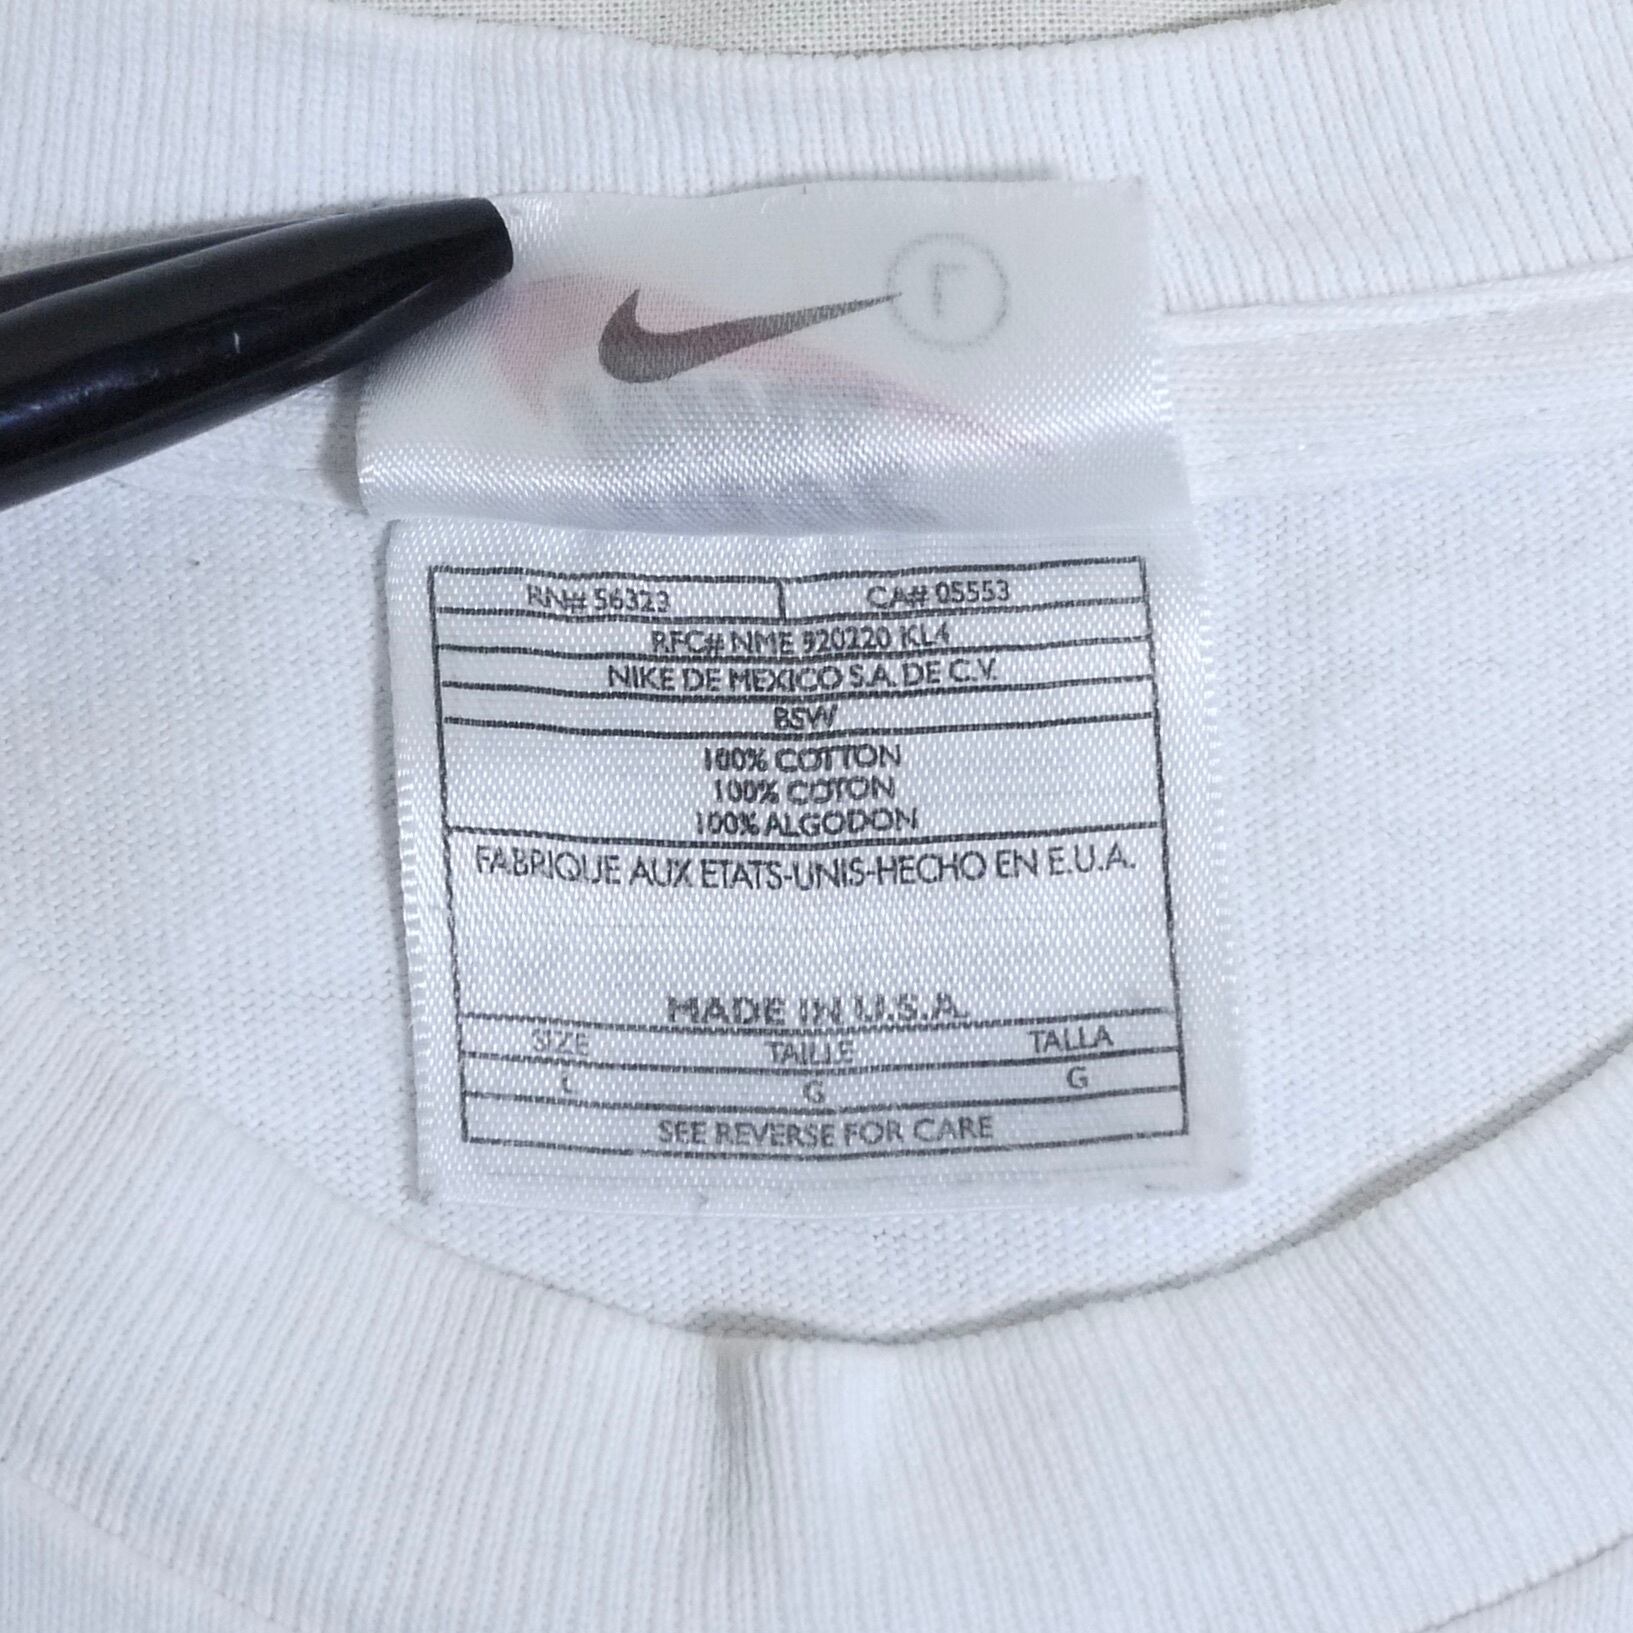 L
RN# 56323 CA# 05553
RFC# NME 920220 KL4
NIKE DE MEXICO S.A. DE C.V.
BSW
100% COTTON
100% COTON
100% ALGODON
FABRIQUE AUX ETATS-UNIS-HECHO EN E.U.A.
MADE IN U.S.A.
SIZE TAILLE TALLA
L G G
SEE REVERSE FOR CARE